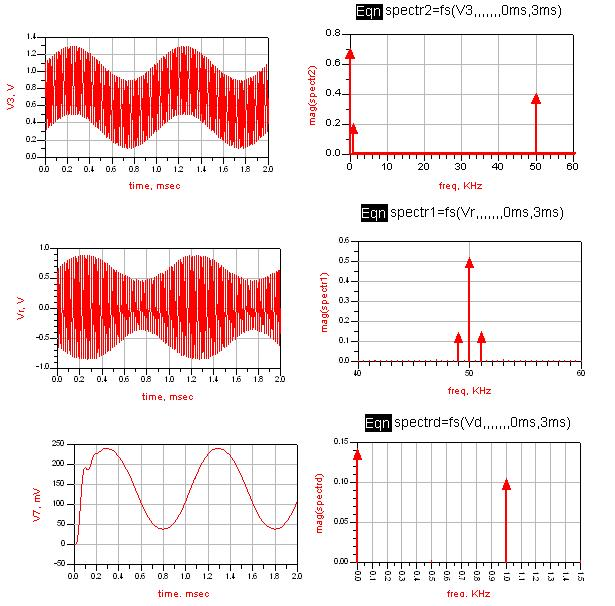 Eqn spectr2=fs(V3,,,,,,0ms,3ms)
1.4
1.2
1.0
0.8
0.6
0.4
0.2
0.0
V3, V
0.0 0.2 0.4 0.6 0.8 1.0 1.2 1.4 1.6 1.8 2.0
time, msec
0.8
0.6
0.4
0.2
0.0
mag(spectr2)
0 10 20 30 40 50 60
freq, KHz
Eqn spectr1=fs(Vr,,,,,,0ms,3ms)
1.0
0.5
0.0
-0.5
-1.0
Vr, V
0.0 0.2 0.4 0.6 0.8 1.0 1.2 1.4 1.6 1.8 2.0
time, msec
0.6
0.5
0.4
0.3
0.2
0.1
0.0
mag(spectr1)
40 50 60
freq, KHz
Eqn spectrd=fs(Vd,,,,,,0ms,3ms)
250
200
150
100
50
0
V7, mV
0.0 0.2 0.4 0.6 0.8 1.0 1.2 1.4 1.6 1.8 2.0
time, msec
0.15
0.10
0.05
0.00
mag(spectrd)
0.0 0.1 0.2 0.3 0.4 0.5 0.6 0.7 0.8 0.9 1.0 1.1 1.2 1.3 1.4 1.5
freq, KHz